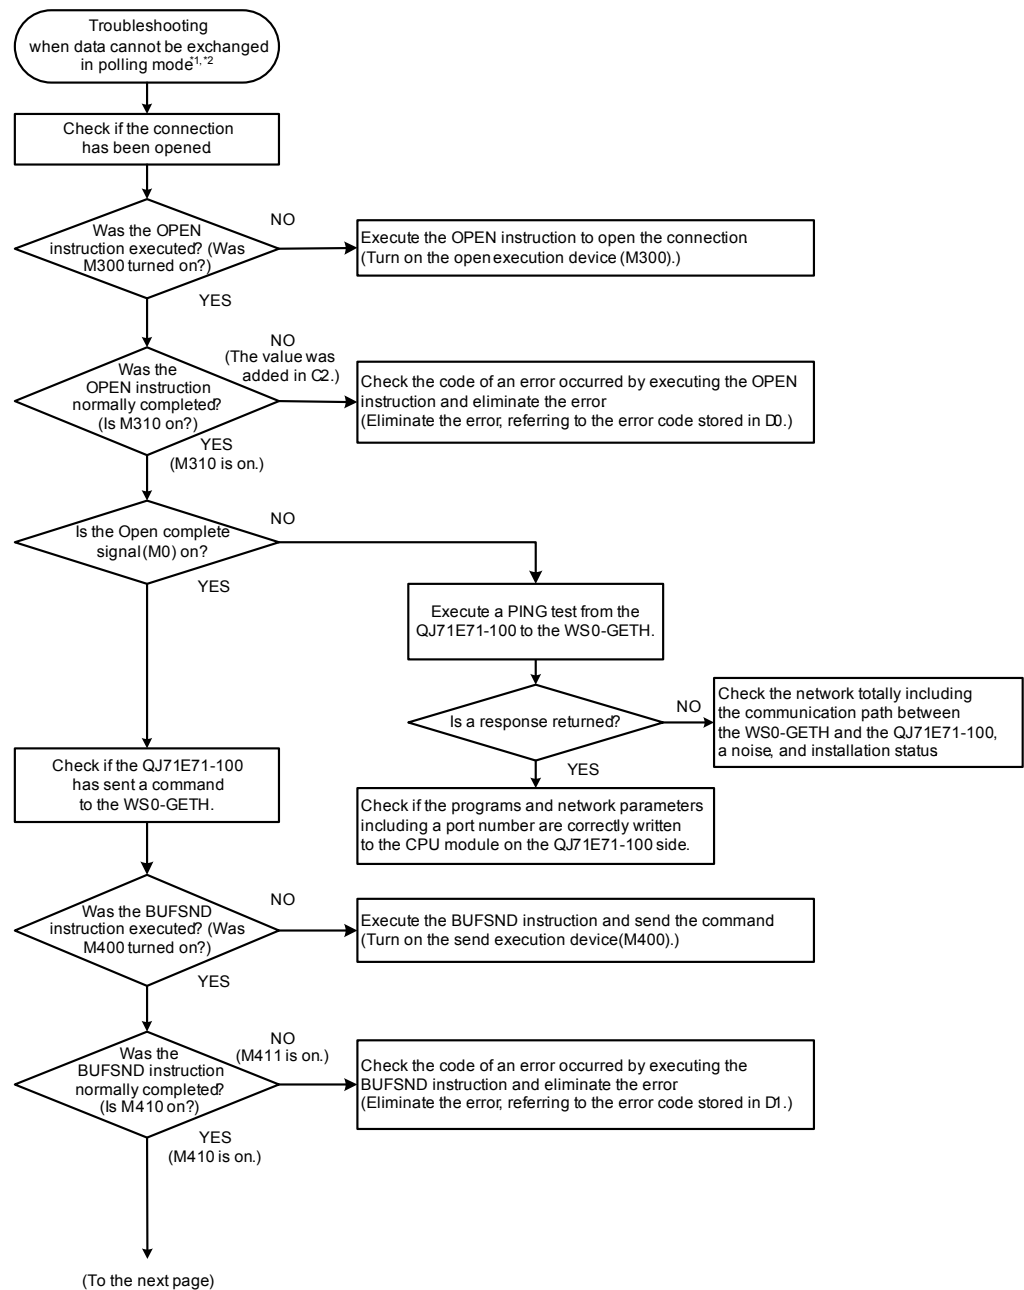 Troubleshooting
when data cannot be exchanged
in polling mode*1, *2
Check if the connection
has been opened.
Was the OPEN
instruction executed? (Was
M300 turned on?)
NO
Execute the OPEN instruction to open the connection
(Turn on the open execution device (M300).)
YES
Was the
OPEN instruction
normally completed?
(Is M310 on?)
NO
(The value was
added in C2.)
Check the code of an error occurred by executing the OPEN
instruction and eliminate the error
(Eliminate the error, referring to the error code stored in D0.)
YES
(M310 is on.)
Is the Open complete
signal (M0) on?
NO
YES
Execute a PING test from the
QJ71E71-100 to the WS0-GETH.
Is a response returned?
NO
Check the network totally including
the communication path between
the WS0-GETH and the QJ71E71-100,
a noise, and installation status
YES
Check if the programs and network parameters
including a port number are correctly written
to the CPU module on the QJ71E71-100 side.
Check if the QJ71E71-100
has sent a command
to the WS0-GETH.
Was the BUFSND
instruction executed? (Was
M400 turned on?)
NO
Execute the BUFSND instruction and send the command
(Turn on the send execution device(M400).)
YES
Was the
BUFSND instruction
normally completed?
(Is M410 on?)
NO
(M411 is on.)
Check the code of an error occurred by executing the
BUFSND instruction and eliminate the error
(Eliminate the error, referring to the error code stored in D1.)
YES
(M410 is on.)
(To the next page)